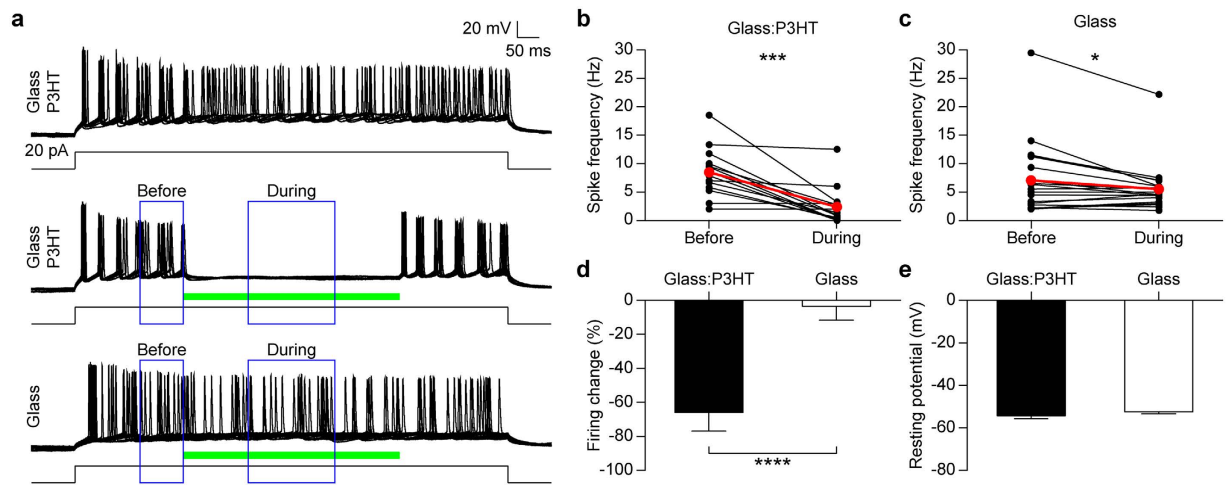 a
20 mV
50 ms
Glass
P3HT
20 pA
Before
During
Glass
P3HT
Before
During
Glass
b
Glass:P3HT
***
Spike frequency (Hz)
30
25
20
15
10
5
0
Before
During
c
Glass
*
Spike frequency (Hz)
30
25
20
15
10
5
0
Before
During
d
Glass:P3HT
Glass
Firing change (%)
0
-20
-40
-60
-80
-100
****
e
Glass:P3HT
Glass
Resting potential (mV)
0
-20
-40
-60
-80